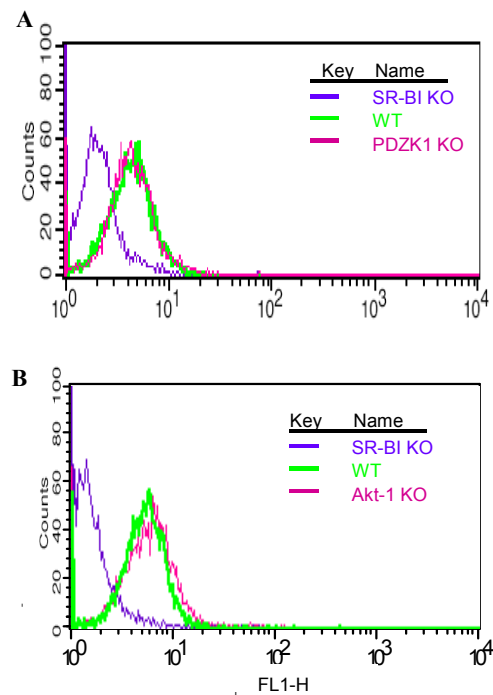 A
Key Name
SR-BI KO
WT
PDZK1 KO
Counts
0 20 40 60 80 100
10^0 10^1 10^2 10^3 10^4
B
Key Name
SR-BI KO
WT
Akt-1 KO
Counts
0 20 40 60 80 100
10^0 10^1 10^2 10^3 10^4
FL1-H